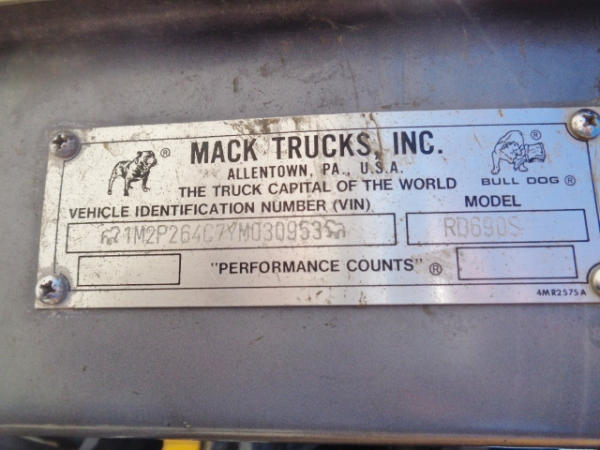 MACK TRUCKS, INC.
ALLENTOWN, PA., U.S.A.
THE TRUCK CAPITAL OF THE WORLD
BULL DOG ®
VEHICLE IDENTIFICATION NUMBER (VIN)
MODEL
1M2P264C7YM030953
RD690S
"PERFORMANCE COUNTS" ®
4MR2575A